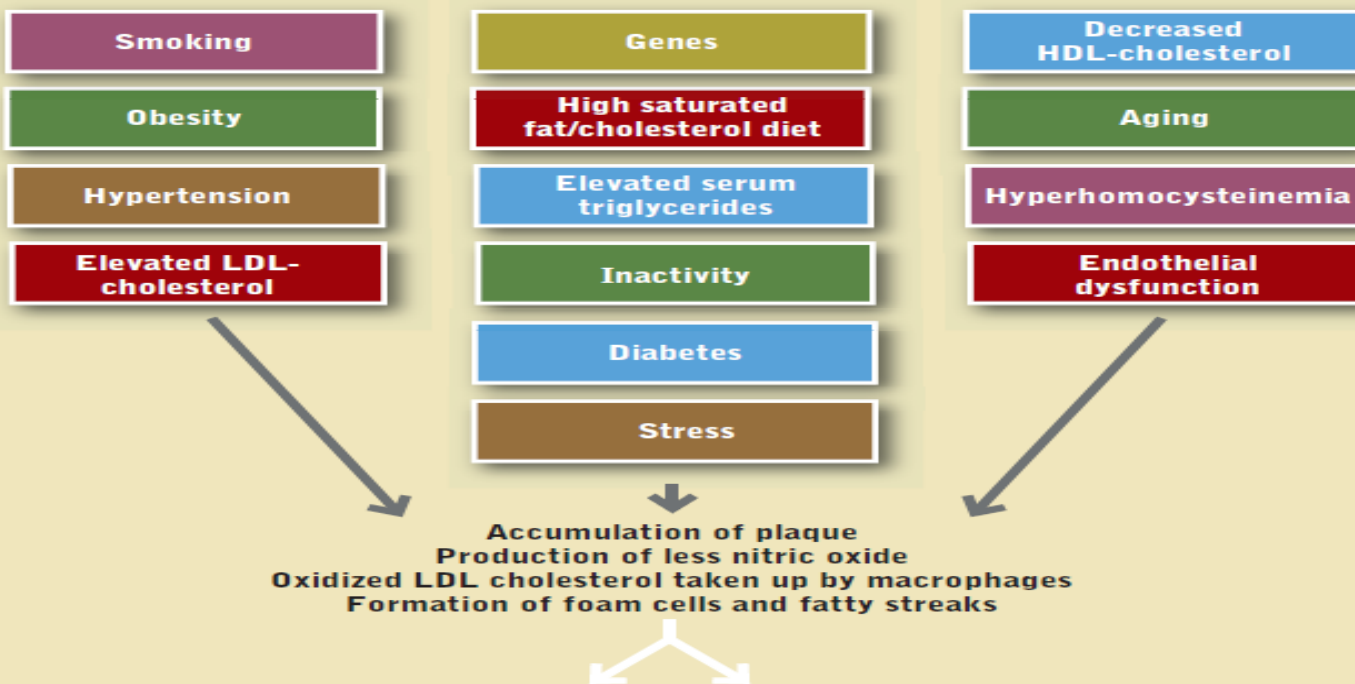 Smoking
Obesity
Hypertension
Elevated LDL-
cholesterol
Genes
High saturated
fat/cholesterol diet
Elevated serum
triglycerides
Inactivity
Diabetes
Stress
Decreased
HDL-cholesterol
Aging
Hyperhomocysteinemia
Endothelial
dysfunction
Accumulation of plaque
Production of less nitric oxide
Oxidized LDL cholesterol taken up by macrophages
Formation of foam cells and fatty streaks